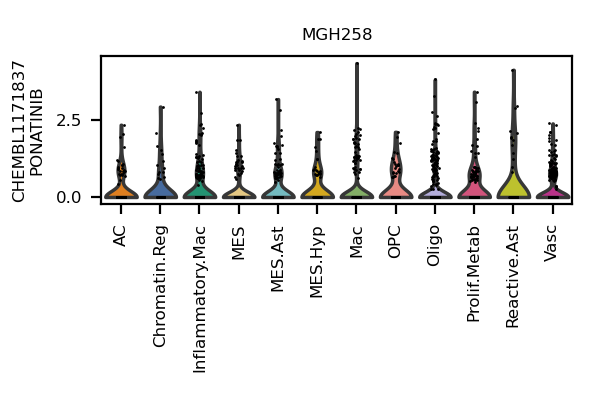 MGH258
CHEMBL1171837
PONATINIB
2.5
0.0
AC
Chromatin.Reg
Inflammatory.Mac
MES
MES.Ast
MES.Hyp
Mac
OPC
Oligo
Prolif.Metab
Reactive.Ast
Vasc